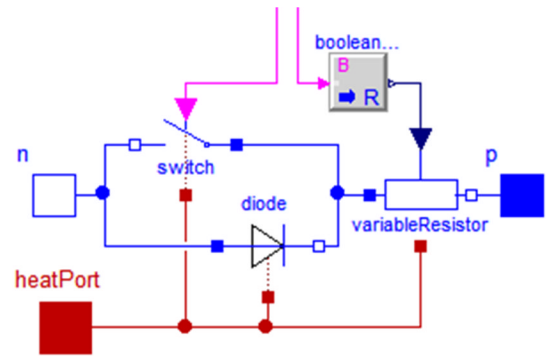 boolean...
B
R
n
switch
p
diode
variableResistor
heatPort